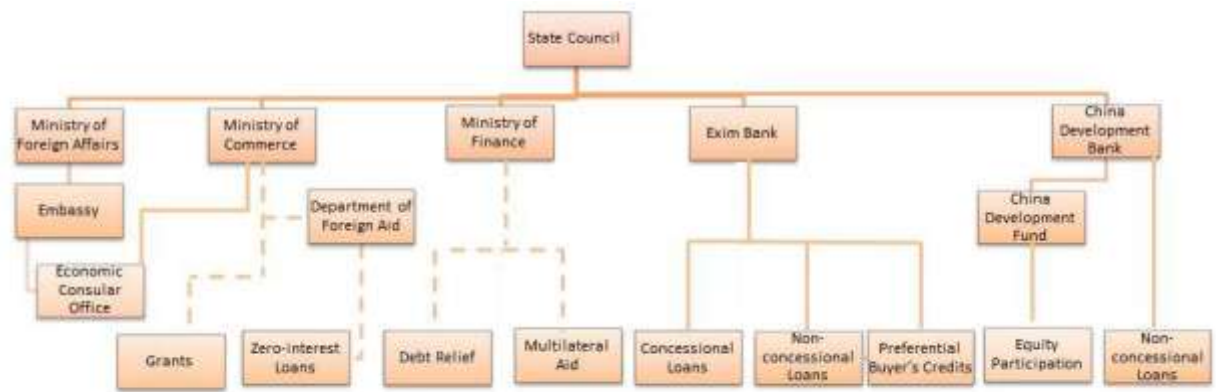 State Council
Ministry of
Foreign Affairs
Ministry of
Commerce
Ministry of
Finance
Exim Bank
China
Development
Bank
Embassy
Department of
Foreign Aid
China
Development
Fund
Economic
Consular
Office
Grants
Zero-interest
Loans
Debt Relief
Multilateral
Aid
Concessional
Loans
Non-
concessional
Loans
Preferential
Buyer's Credits
Equity
Participation
Non-
concessional
Loans